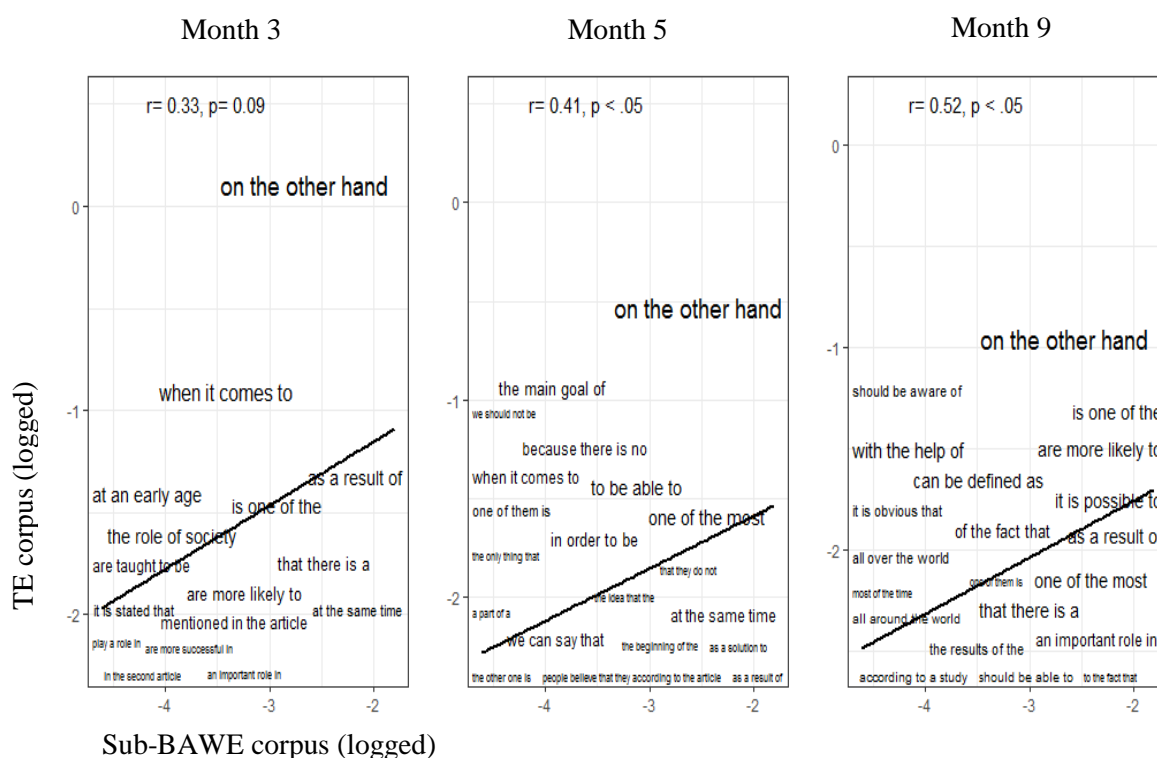 Month 3
Month 5
Month 9
TE corpus (logged)
r= 0.33, p= 0.09
on the other hand
when it comes to
as a result of
at an early age
is one of the
the role of society
are taught to be
that there is a
are more likely to
it is stated that
at the same time
mentioned in the article
play a role in
are more successful in
in the second article
an important role in
0
-1
-2
-4
-3
-2
r= 0.41, p < .05
on the other hand
the main goal of
we should not be
because there is no
when it comes to
to be able to
one of them is
one of the most
in order to be
the only thing that
that they do not
the idea that the
a part of a
at the same time
we can say that
the beginning of the
as a solution to
the other one is
people believe that they
according to the article
as a result of
0
-1
-2
-4
-3
-2
r= 0.52, p < .05
on the other hand
should be aware of
is one of the
with the help of
are more likely to
can be defined as
it is possible to
it is obvious that
of the fact that
as a result o
all over the world
one of them is
one of the most
most of the time
that there is a
all around the world
the results of the
an important role in
according to a study
should be able to
to the fact that
0
-1
-2
-4
-3
-2
Sub-BAWE corpus (logged)